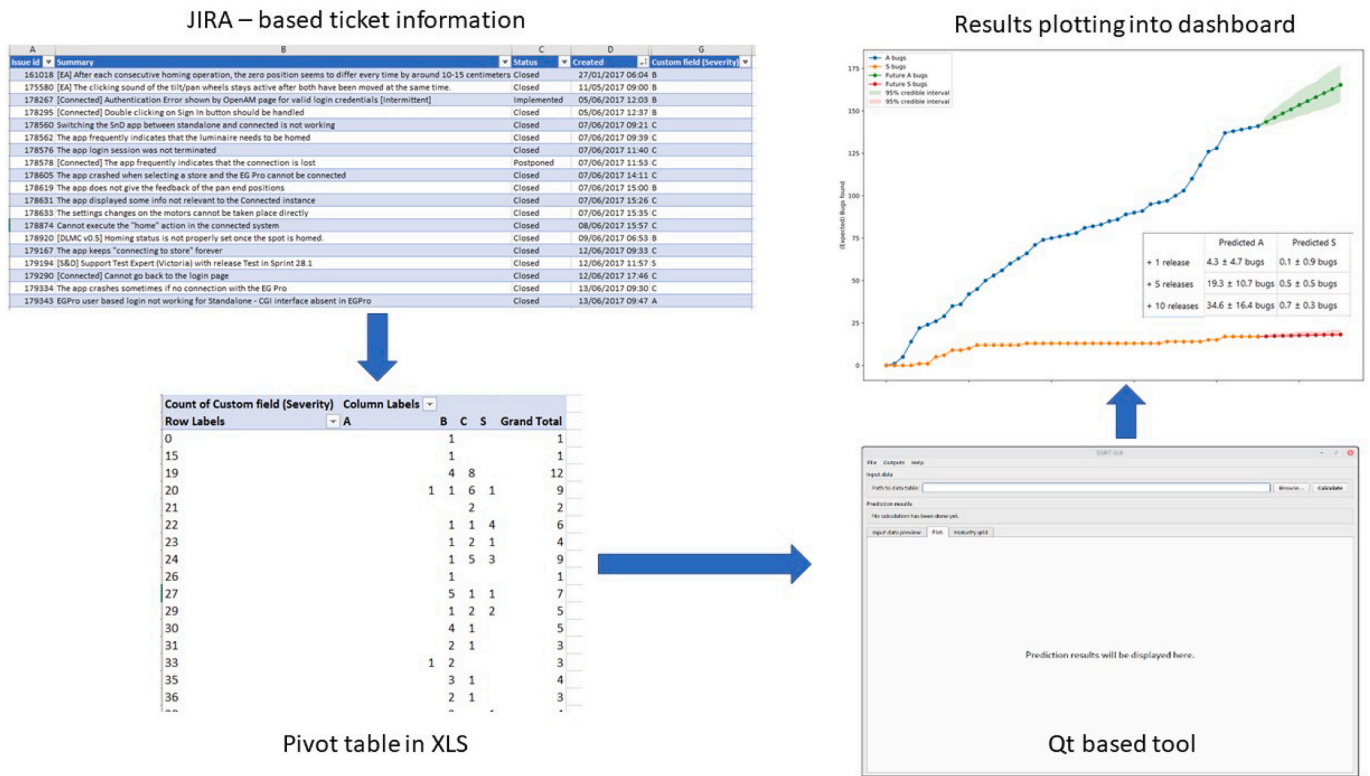 JIRA – based ticket information
A B C D G
Issue id Summary Status Created Custom field (Severity)
161018 [EA] After each consecutive homing operation, the zero position seems to differ every time by around 10-15 centimeters Closed 27/01/2017 06:04 B
175580 [EA] The clicking sound of the tilt/pan wheels stays active after both have been moved at the same time. Closed 11/05/2017 09:00 B
178267 [Connected] Authentication Error shown by OpenAM page for valid login credentials [Intermittent] Implemented 05/06/2017 12:03 B
178295 [Connected] Double clicking on Sign In button should be handled Closed 05/06/2017 12:37 B
178560 Switching the SnD app between standalone and connected is not working Closed 07/06/2017 09:21 C
178562 The app frequently indicates that the luminaire needs to be homed Closed 07/06/2017 09:39 C
178576 The app login session was not terminated Closed 07/06/2017 11:40 C
178578 [Connected] The app frequently indicates that the connection is lost Postponed 07/06/2017 11:53 C
178605 The app crashed when selecting a store and the EG Pro cannot be connected Closed 07/06/2017 14:11 C
178619 The app does not give the feedback of the pan end positions Closed 07/06/2017 15:00 B
178631 The app displayed some info not relevant to the Connected instance Closed 07/06/2017 15:26 C
178633 The settings changes on the motors cannot be taken place directly Closed 07/06/2017 15:35 C
178874 Cannot execute the "home" action in the connected system Closed 08/06/2017 15:57 C
178920 [DLMC v0.5] Homing status is not properly set once the spot is homed. Closed 09/06/2017 06:53 B
179167 The app keeps "connecting to store" forever Closed 12/06/2017 09:33 C
179194 [S&D] Support Test Expert (Victoria) with release Test in Sprint 28.1 Closed 12/06/2017 11:57 S
179290 [Connected] Cannot go back to the login page Closed 12/06/2017 17:46 C
179334 The app crashes sometimes if no connection with the EG Pro Closed 13/06/2017 09:30 C
179343 EGPro user based login not working for Standalone - CGI interface absent in EGPro Closed 13/06/2017 09:47 A
Count of Custom field (Severity) Column Labels
Row Labels A B C S Grand Total
0 1 1
15 1 1
19 4 8 12
20 1 1 6 1 9
21 2 2
22 1 1 4 6
23 1 2 1 4
24 1 5 3 9
26 1 1
27 5 1 1 7
29 1 2 2 5
30 4 1 5
31 2 1 3
33 1 2 3
35 3 1 4
36 2 1 3
Pivot table in XLS
Results plotting into dashboard
A bugs
S bugs
Future A bugs
Future S bugs
95% credible interval
95% credible interval
(Expected) Bugs found
175
150
125
100
75
50
25
0
Predicted A Predicted S
+ 1 release 4.3 ± 4.7 bugs 0.1 ± 0.9 bugs
+ 5 releases 19.3 ± 10.7 bugs 0.5 ± 0.5 bugs
+ 10 releases 34.6 ± 16.4 bugs 0.7 ± 0.3 bugs
SSRT GUI
File Outputs Help
Input data
Path to data table: Browse... Calculate
Prediction results
No calculation has been done yet.
Input data preview Plot Maturity grid
Prediction results will be displayed here.
Qt based tool